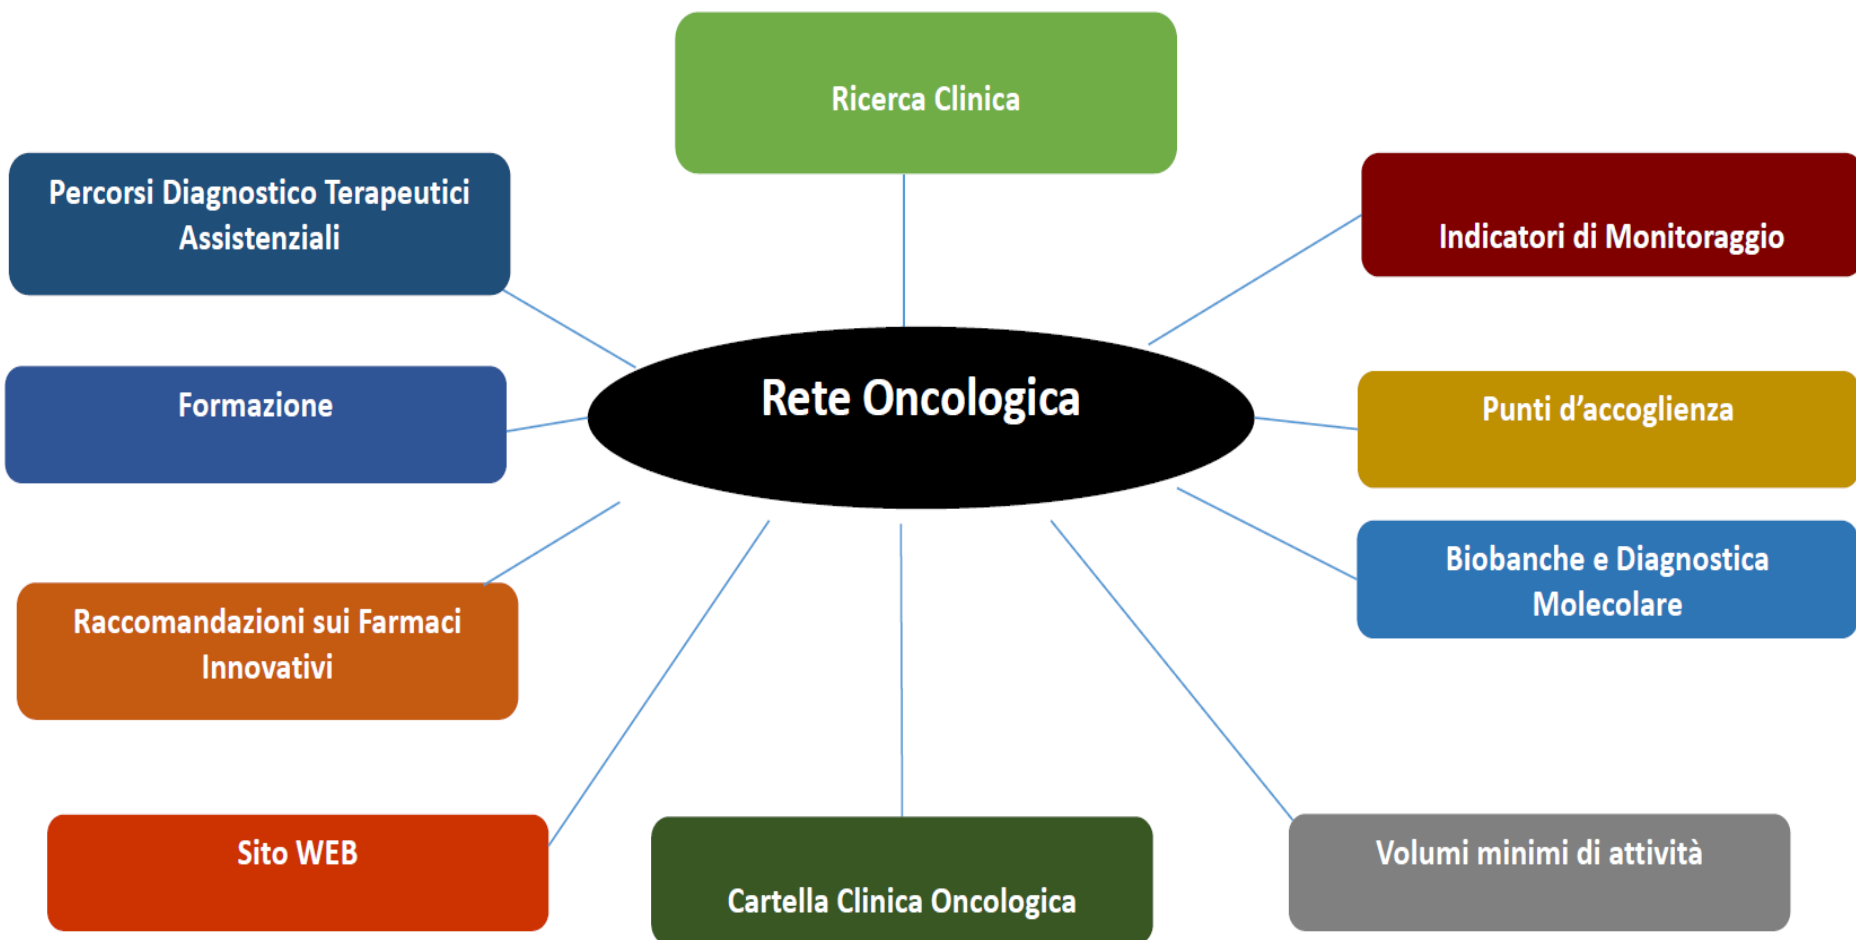 Ricerca Clinica
Percorsi Diagnostico Terapeutici
Assistenziali
Indicatori di Monitoraggio
Rete Oncologica
Formazione
Punti d’accoglienza
Biobanche e Diagnostica
Molecolare
Raccomandazioni sui Farmaci
Innovativi
Sito WEB
Cartella Clinica Oncologica
Volumi minimi di attività